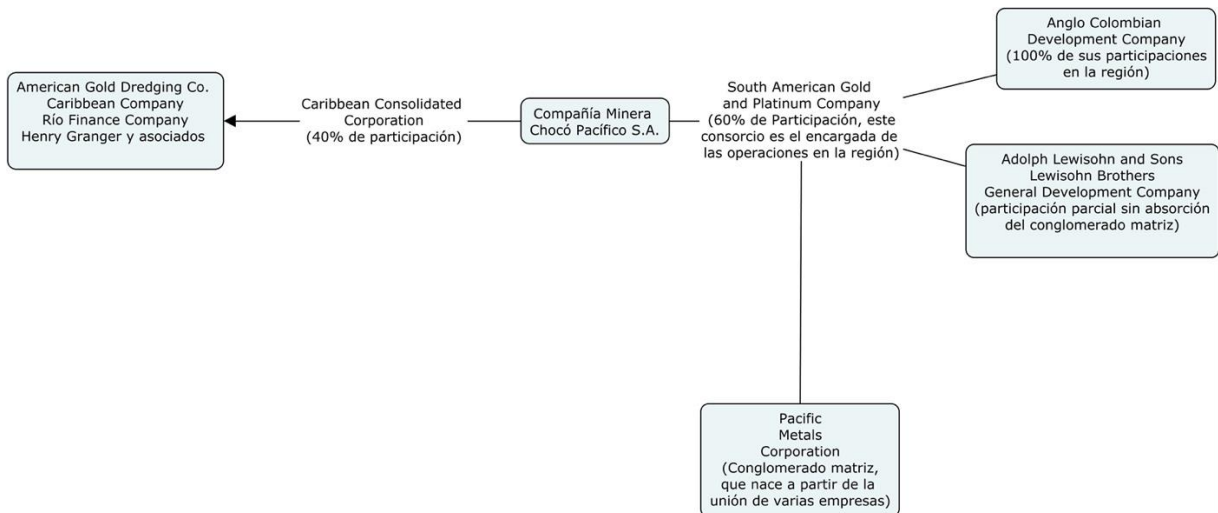 American Gold Dredging Co.
Caribbean Company
Río Finance Company
Henry Granger y asociados
Caribbean Consolidated
Corporation
(40% de participación)
Compañía Minera
Chocó Pacífico S.A.
South American Gold
and Platinum Company
(60% de Participación, este
consorcio es el encargada de
las operaciones en la región)
Anglo Colombian
Development Company
(100% de sus participaciones
en la región)
Adolph Lewisohn and Sons
Lewisohn Brothers
General Development Company
(participación parcial sin absorción
del conglomerado matriz)
Pacific
Metals
Corporation
(Conglomerado matriz,
que nace a partir de la
unión de varias empresas)